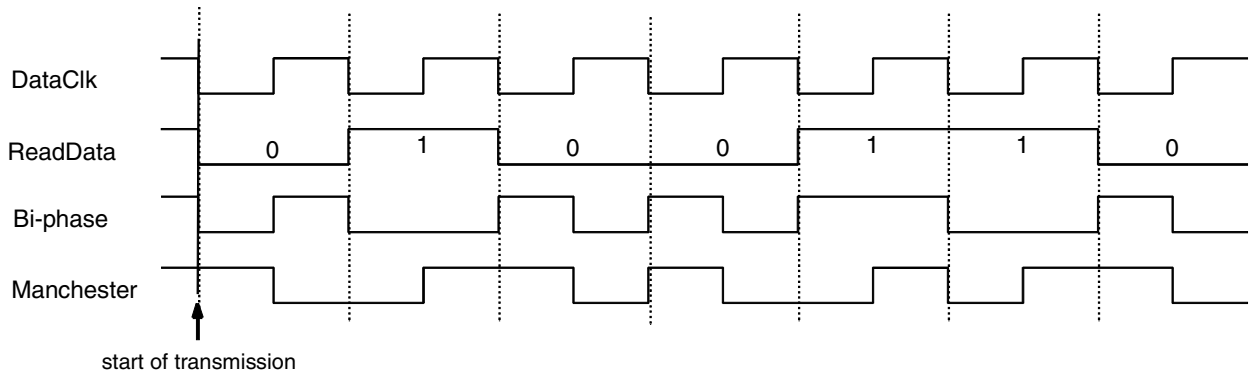 DataClk
ReadData 0 1 0 0 1 1 0
Bi-phase
Manchester
start of transmission